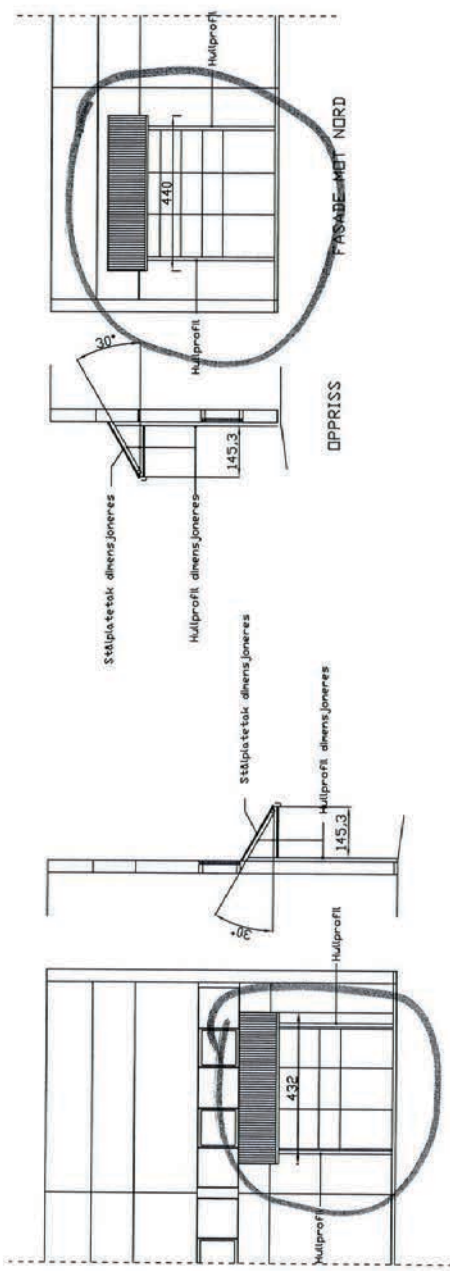 Hullprofil
440
Hullprofil
FASADE MOT NORD
30°
Stålplatetak dimensjoneres
Hullprofil dimensjoneres
145,3
OPPRISS
Stålplatetak dimensjoneres
Hullprofil dimensjoneres
145,3
30°
Hullprofil
432
Hullprofil